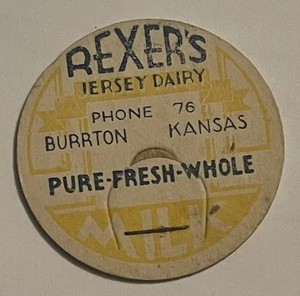 REXER'S
JERSEY DAIRY
PHONE 76
BURRTON KANSAS
PURE-FRESH-WHOLE
MILK